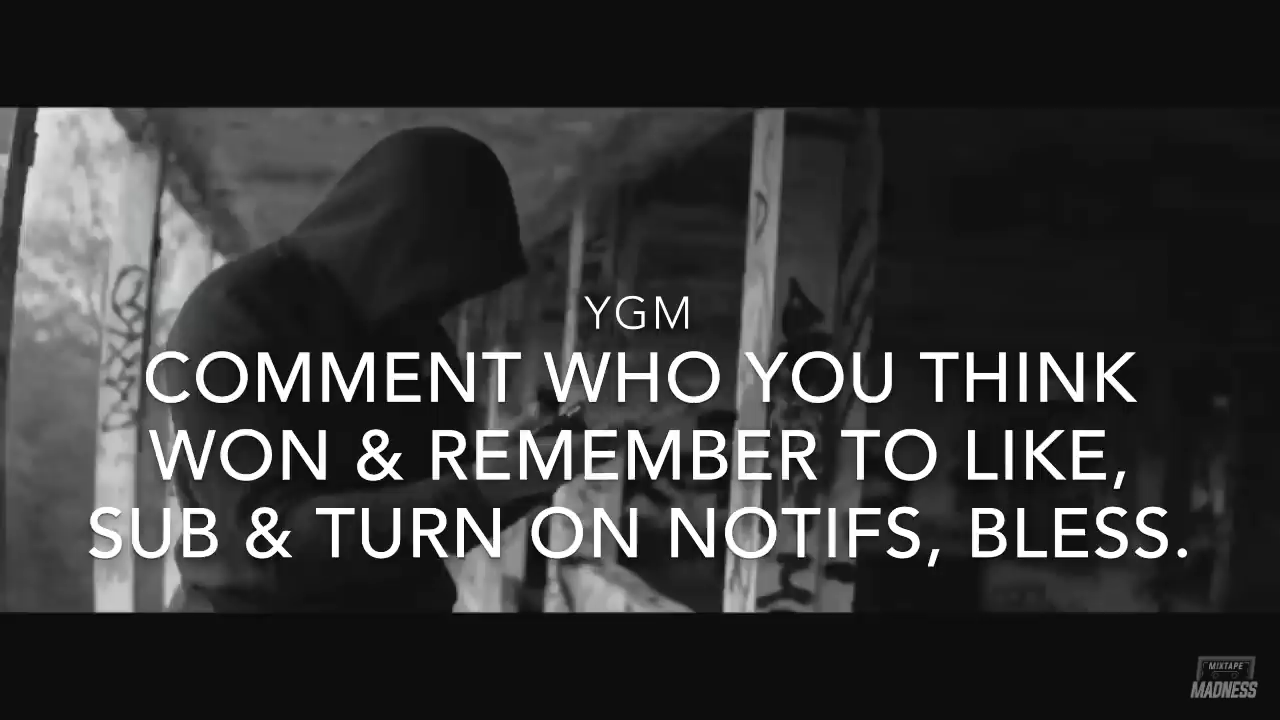 YGM
COMMENT WHO YOU THINK
WON & REMEMBER TO LIKE,
SUB & TURN ON NOTIFS, BLESS.
MIXTAPE
MADNESS